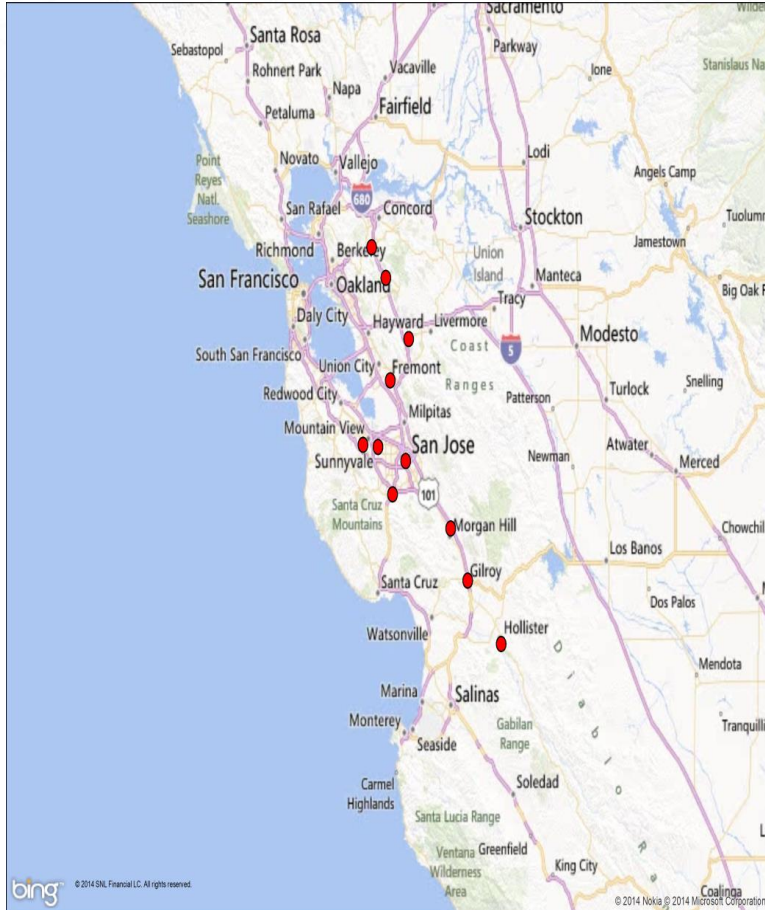 Sacramento
Santa Rosa
Parkway
Sebastopol
Rohnert Park
Vacaville
Ione
Stanislaus Na
Napa
Fairfield
Petaluma
Lodi
Novato
Vallejo
Point
Reyes
Natl.
Seashore
Angels Camp
680
San Rafael
Concord
Stockton
Tuolumn
Richmond
Berkeley
Union
Island
Jamestown
San Francisco
Oakland
Manteca
Big Oak F
Tracy
Daly City
Hayward
Livermore
Modesto
South San Francisco
Coast
Ranges
5
Union City
Fremont
Redwood City
Patterson
Turlock
Snelling
Milpitas
Mountain View
San Jose
Atwater
Sunnyvale
Newman
Merced
101
Santa Cruz
Mountains
Morgan Hill
Chowchil
Los Banos
Gilroy
Santa Cruz
Dos Palos
Watsonville
Hollister
Diablo Ra
Mendota
Marina
Salinas
Monterey
Gabilan
Range
Tranquilli
Seaside
Carmel
Highlands
Soledad
Santa Lucia Range
Ventana
Wilderness
Area
Greenfield
King City
Coalinga
bing
© 2014 SNL Financial LC. All rights reserved.
© 2014 Nokia © 2014 Microsoft Corporation